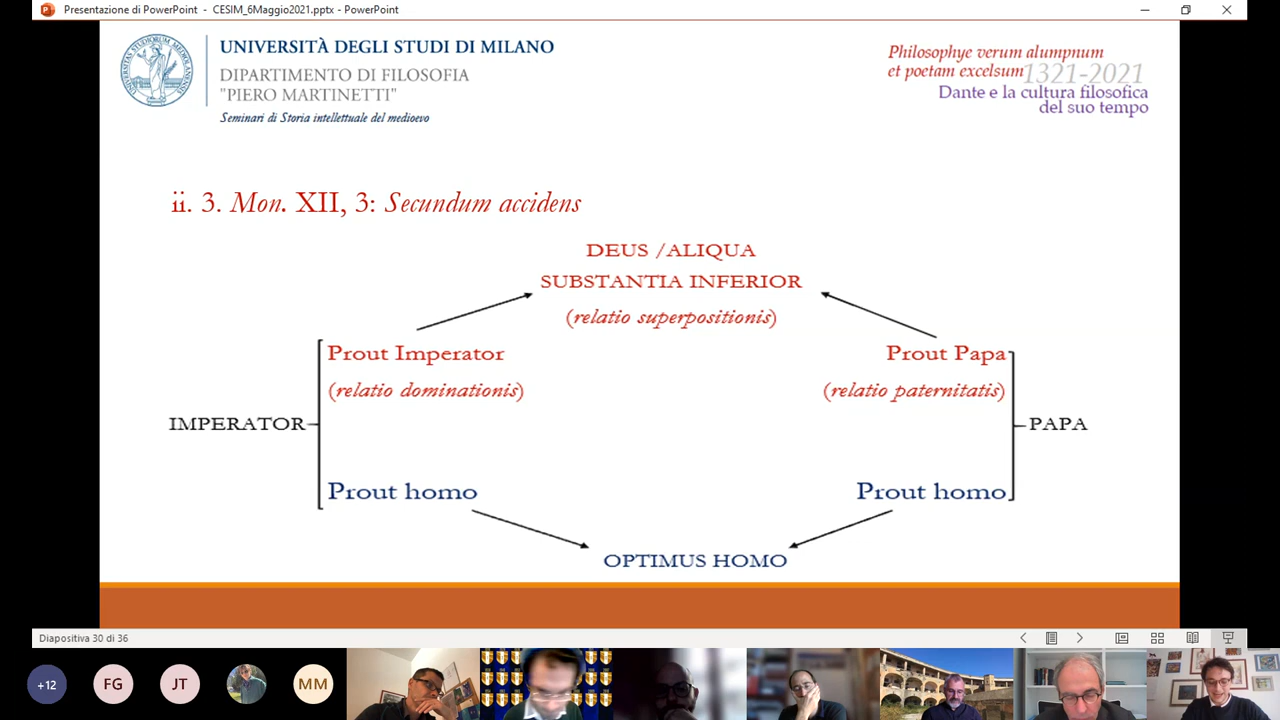 Presentazione di PowerPoint - CESIM_6Maggio2021.pptx - PowerPoint
UNIVERSITÀ DEGLI STUDI DI MILANO
DIPARTIMENTO DI FILOSOFIA
"PIERO MARTINETTI"
Seminari di Storia intellettuale del medioevo
Philosophye verum alumpnum
et poetam excelsum 1321-2021
Dante e la cultura filosofica
del suo tempo
ii. 3. Mon. XII, 3: Secundum accidens
DEUS /ALIQUA
SUBSTANTIA INFERIOR
(relatio superpositionis)
Prout Imperator
(relatio dominationis)
IMPERATOR
Prout homo
Prout Papa
(relatio paternitatis)
PAPA
Prout homo
OPTIMUS HOMO
Diapositiva 30 di 36
+12
FG
JT
MM